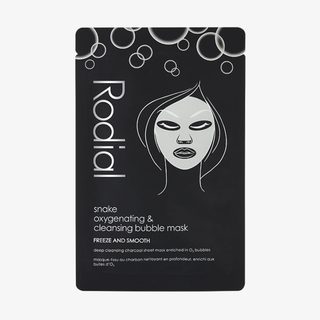 Rodial
snake
oxygenating &
cleansing bubble mask
FREEZE AND SMOOTH
deep cleansing charcoal sheet mask enriched in O₂ bubbles
masque tissu au charbon nettoyant en profondeur, enrichi aux
bulles d'O₂